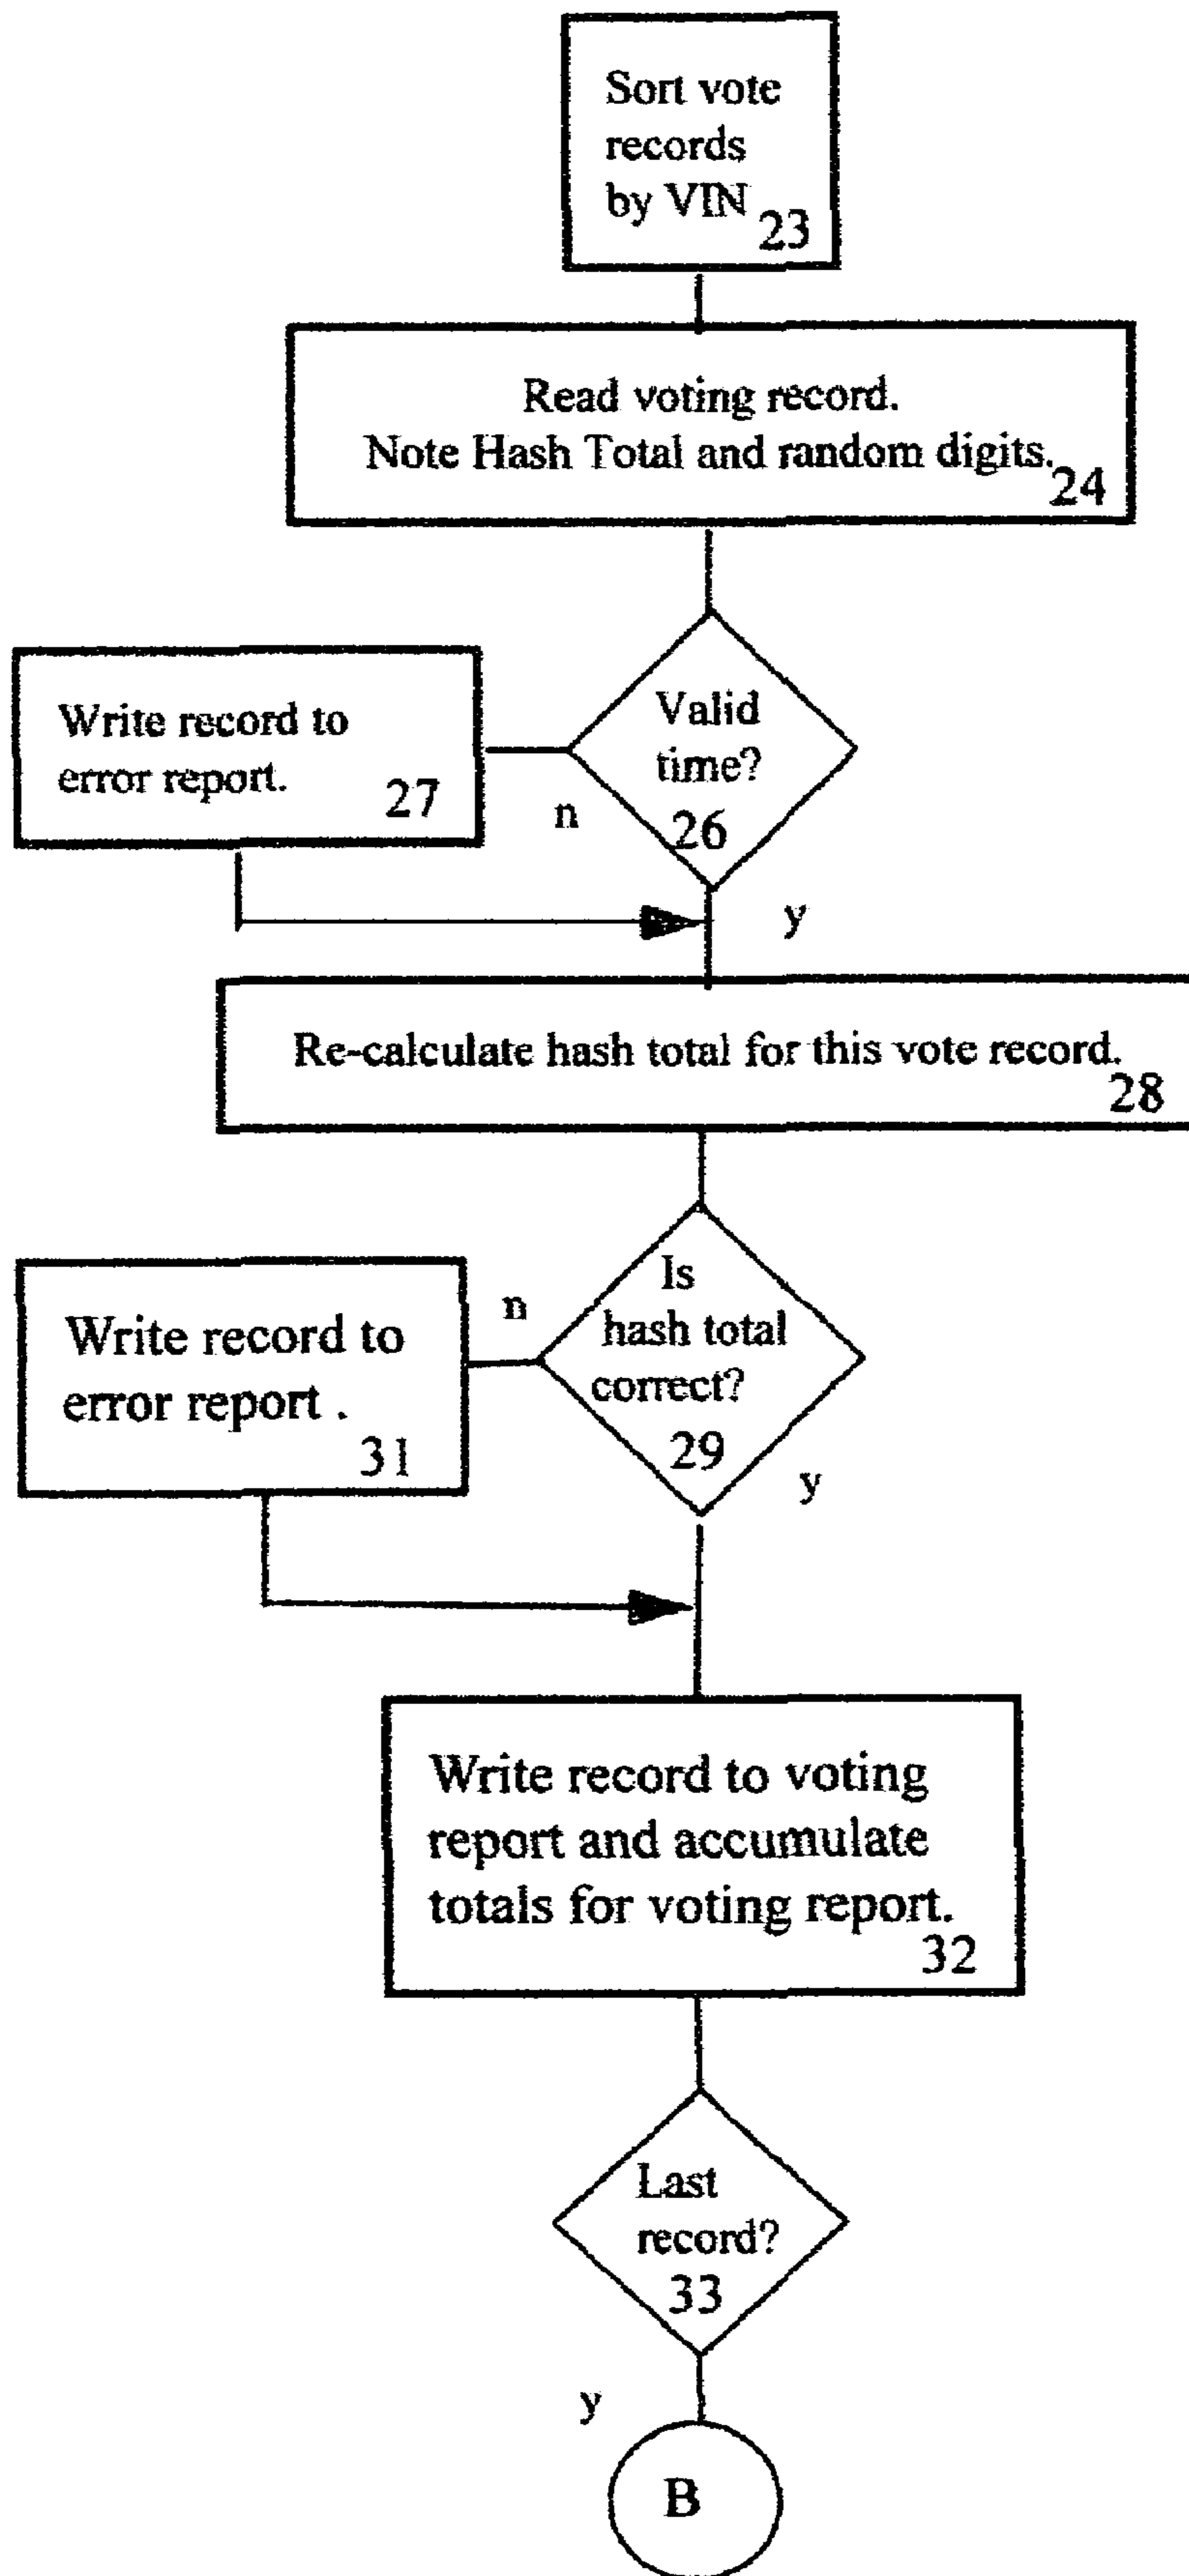 Sort vote
records
by VIN
23
Read voting record.
Note Hash Total and random digits.
24
Valid
time?
26
Write record to
error report.
27
n
y
Re-calculate hash total for this vote record.
28
Is
hash total
correct?
29
n
Write record to
error report .
31
y
Write record to voting
report and accumulate
totals for voting report.
32
Last
record?
33
y
B